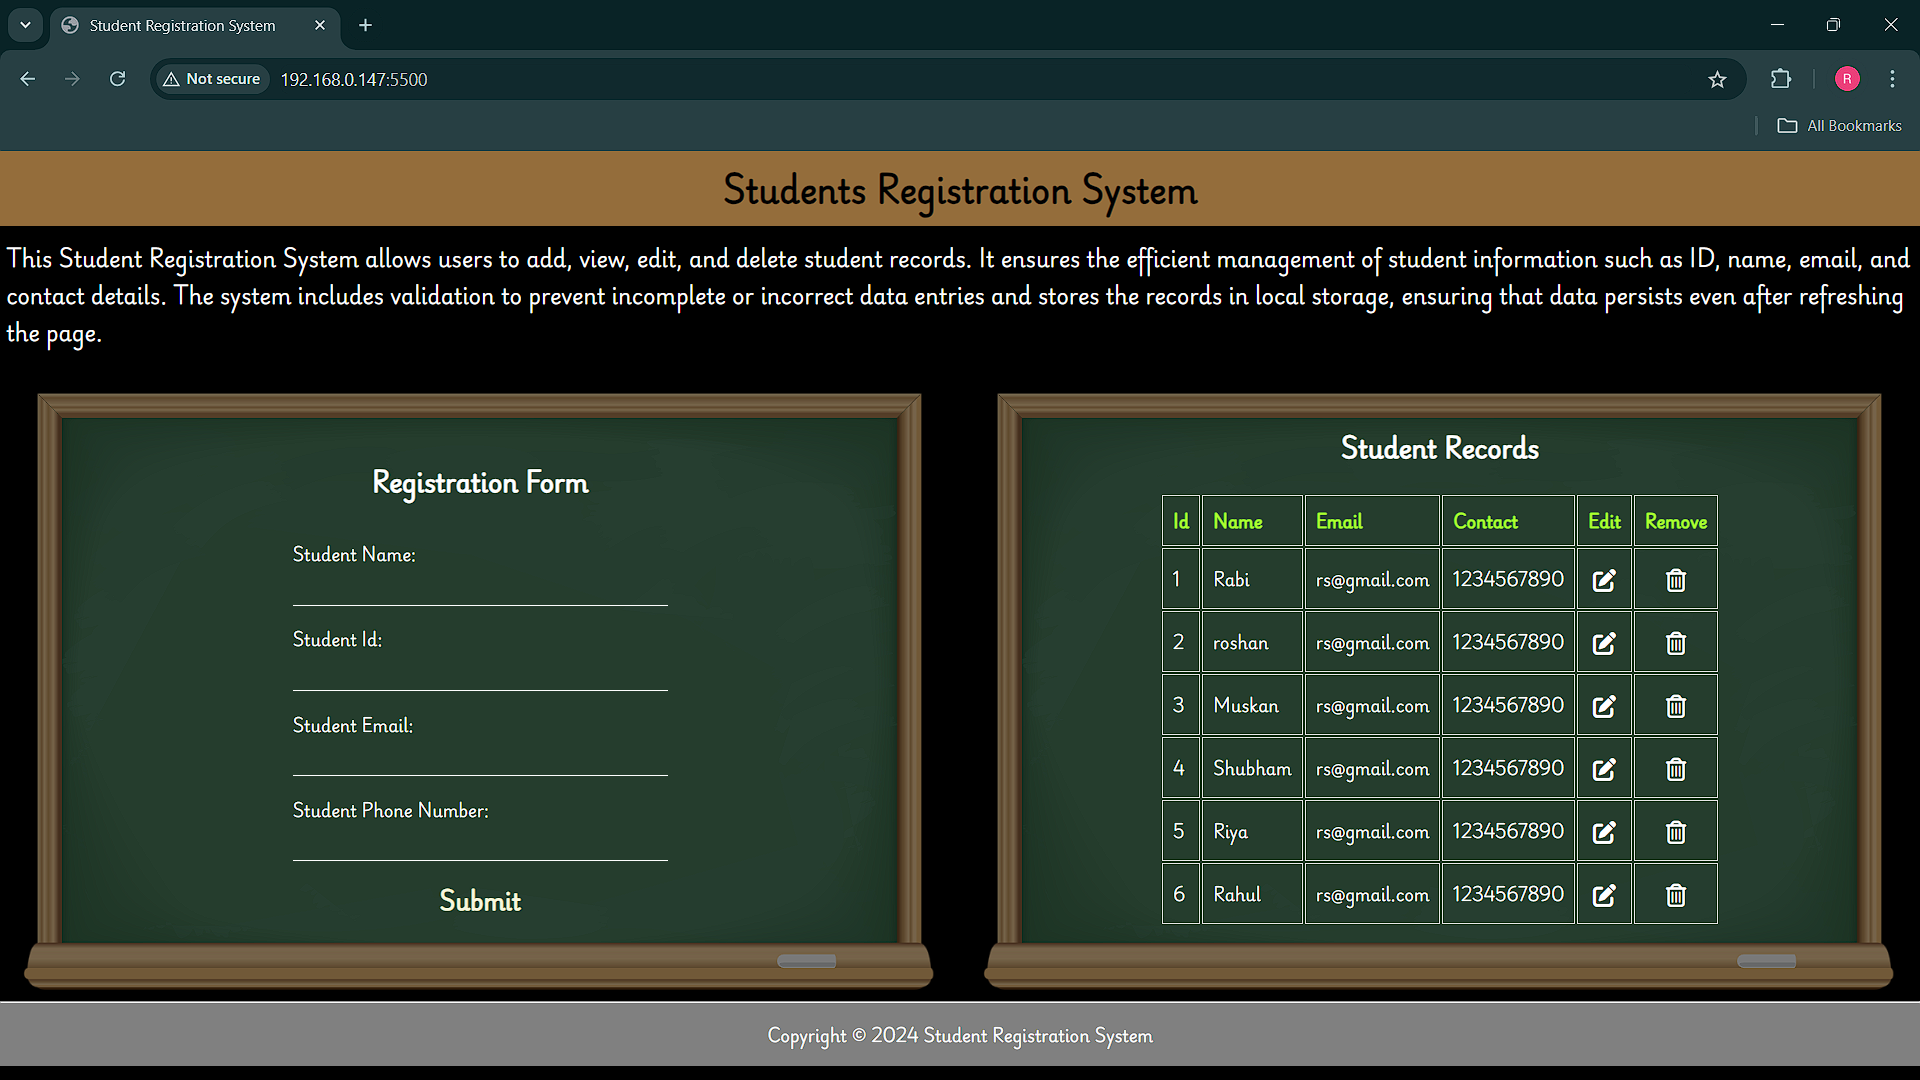 Student Registration System
Not secure 192.168.0.147:5500
R
All Bookmarks
Students Registration System
This Student Registration System allows users to add, view, edit, and delete student records. It ensures the efficient management of student information such as ID, name, email, and
contact details. The system includes validation to prevent incomplete or incorrect data entries and stores the records in local storage, ensuring that data persists even after refreshing
the page.
Registration Form
Student Name:
Student Id:
Student Email:
Student Phone Number:
Submit
Student Records
Id Name Email Contact Edit Remove
1 Rabi rs@gmail.com 1234567890
2 roshan rs@gmail.com 1234567890
3 Muskan rs@gmail.com 1234567890
4 Shubham rs@gmail.com 1234567890
5 Riya rs@gmail.com 1234567890
6 Rahul rs@gmail.com 1234567890
Copyright © 2024 Student Registration System